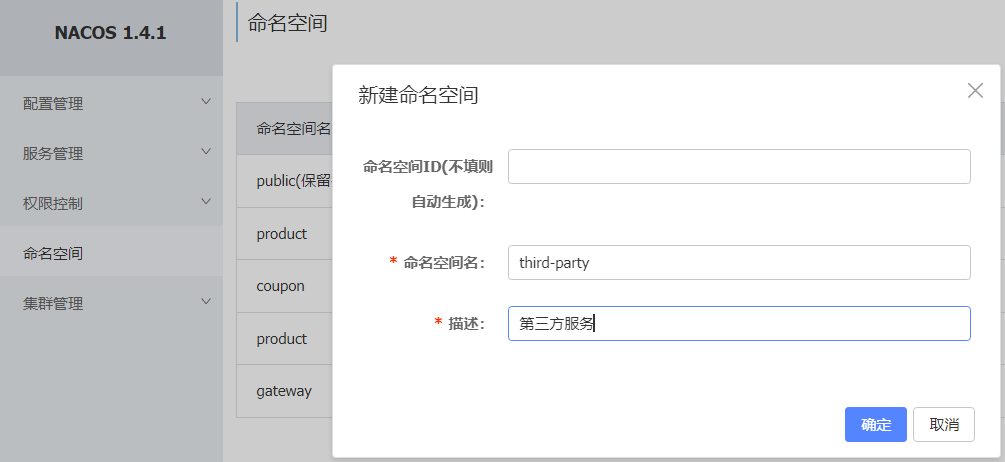 NACOS 1.4.1
配置管理
服务管理
权限控制
命名空间
集群管理
命名空间
命名空间名
public(保留
product
coupon
product
gateway
新建命名空间
命名空间ID(不填则
自动生成)：
* 命名空间名： third-party
* 描述： 第三方服务
确定 取消